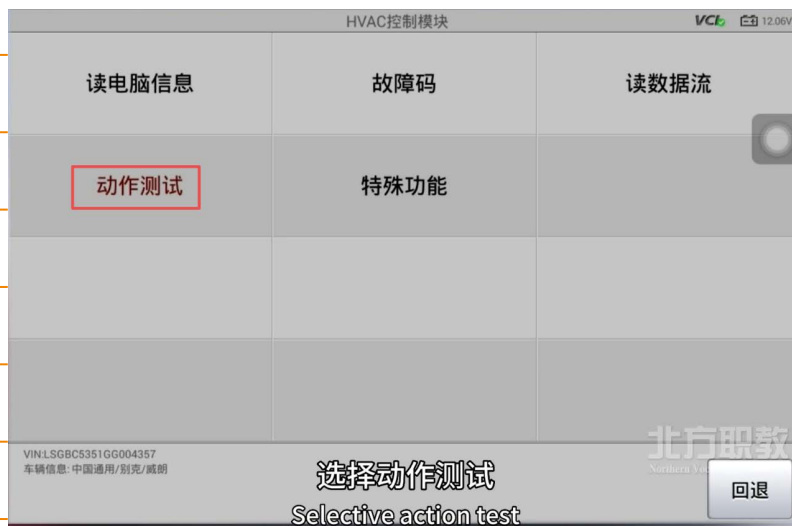 HVAC控制模块 VCI 12.06V
读电脑信息 故障码 读数据流
动作测试 特殊功能
VIN:LSGBC5351GG004357
车辆信息: 中国通用/别克/威朗
北方职教
Northern
选择动作测试
回退
Selective action test